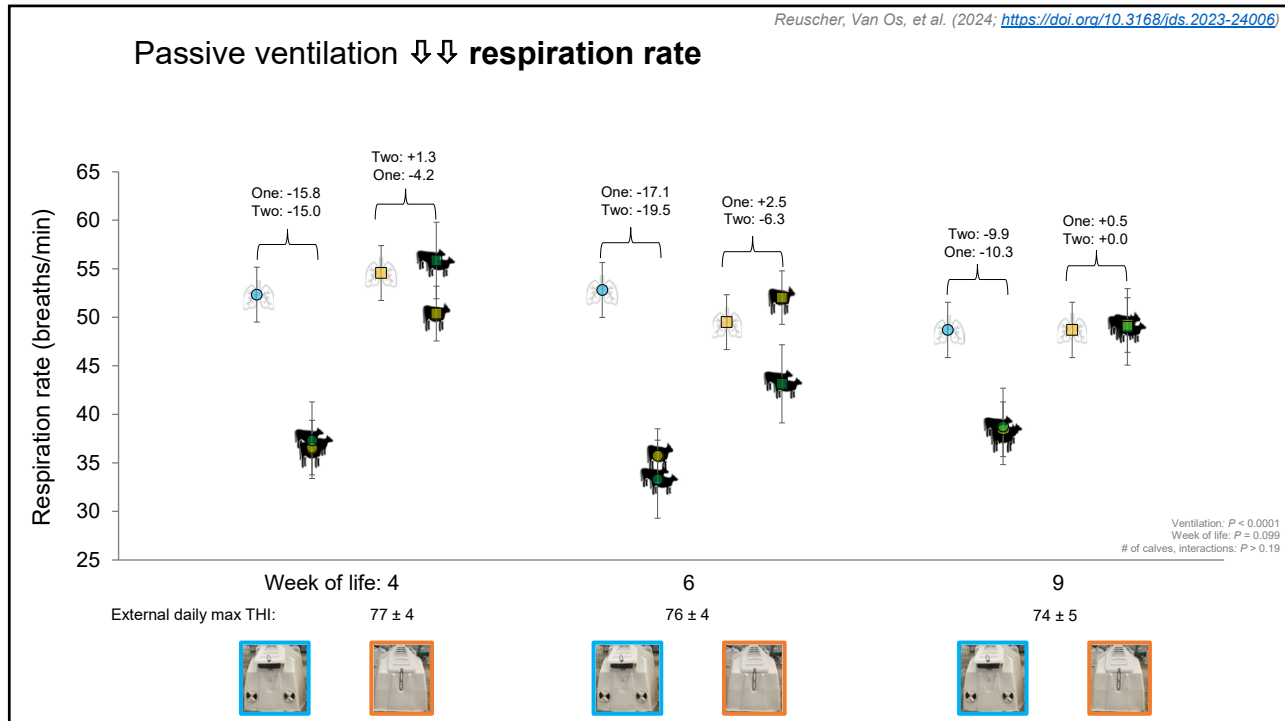 Reuscher, Van Os, et al. (2024; https://doi.org/10.3168/jds.2023-24006)
Passive ventilation ⇩⇩ respiration rate
Respiration rate (breaths/min)
65
60
55
50
45
40
35
30
25
One: -15.8
Two: -15.0
Two: +1.3
One: -4.2
One: -17.1
Two: -19.5
One: +2.5
Two: -6.3
Two: -9.9
One: -10.3
One: +0.5
Two: +0.0
Ventilation: P < 0.0001
Week of life: P = 0.099
# of calves, interactions: P > 0.19
Week of life: 4 6 9
External daily max THI: 77 ± 4 76 ± 4 74 ± 5